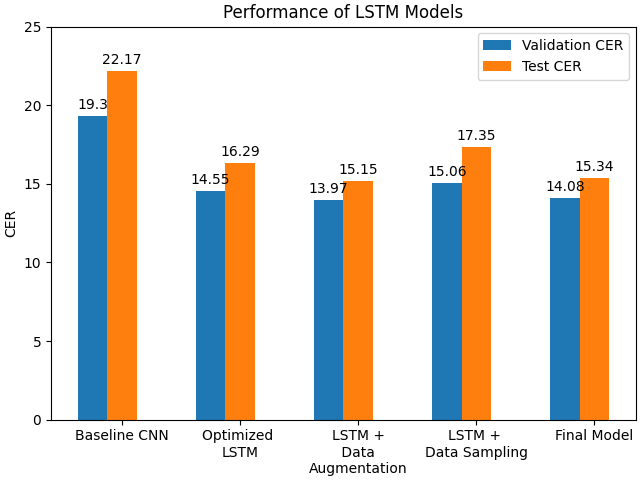 Performance of LSTM Models
Validation CER
Test CER
CER
25
20
15
10
5
0
19.3
22.17
14.55
16.29
13.97
15.15
15.06
17.35
14.08
15.34
Baseline CNN
Optimized
LSTM
LSTM +
Data
Augmentation
LSTM +
Data Sampling
Final Model